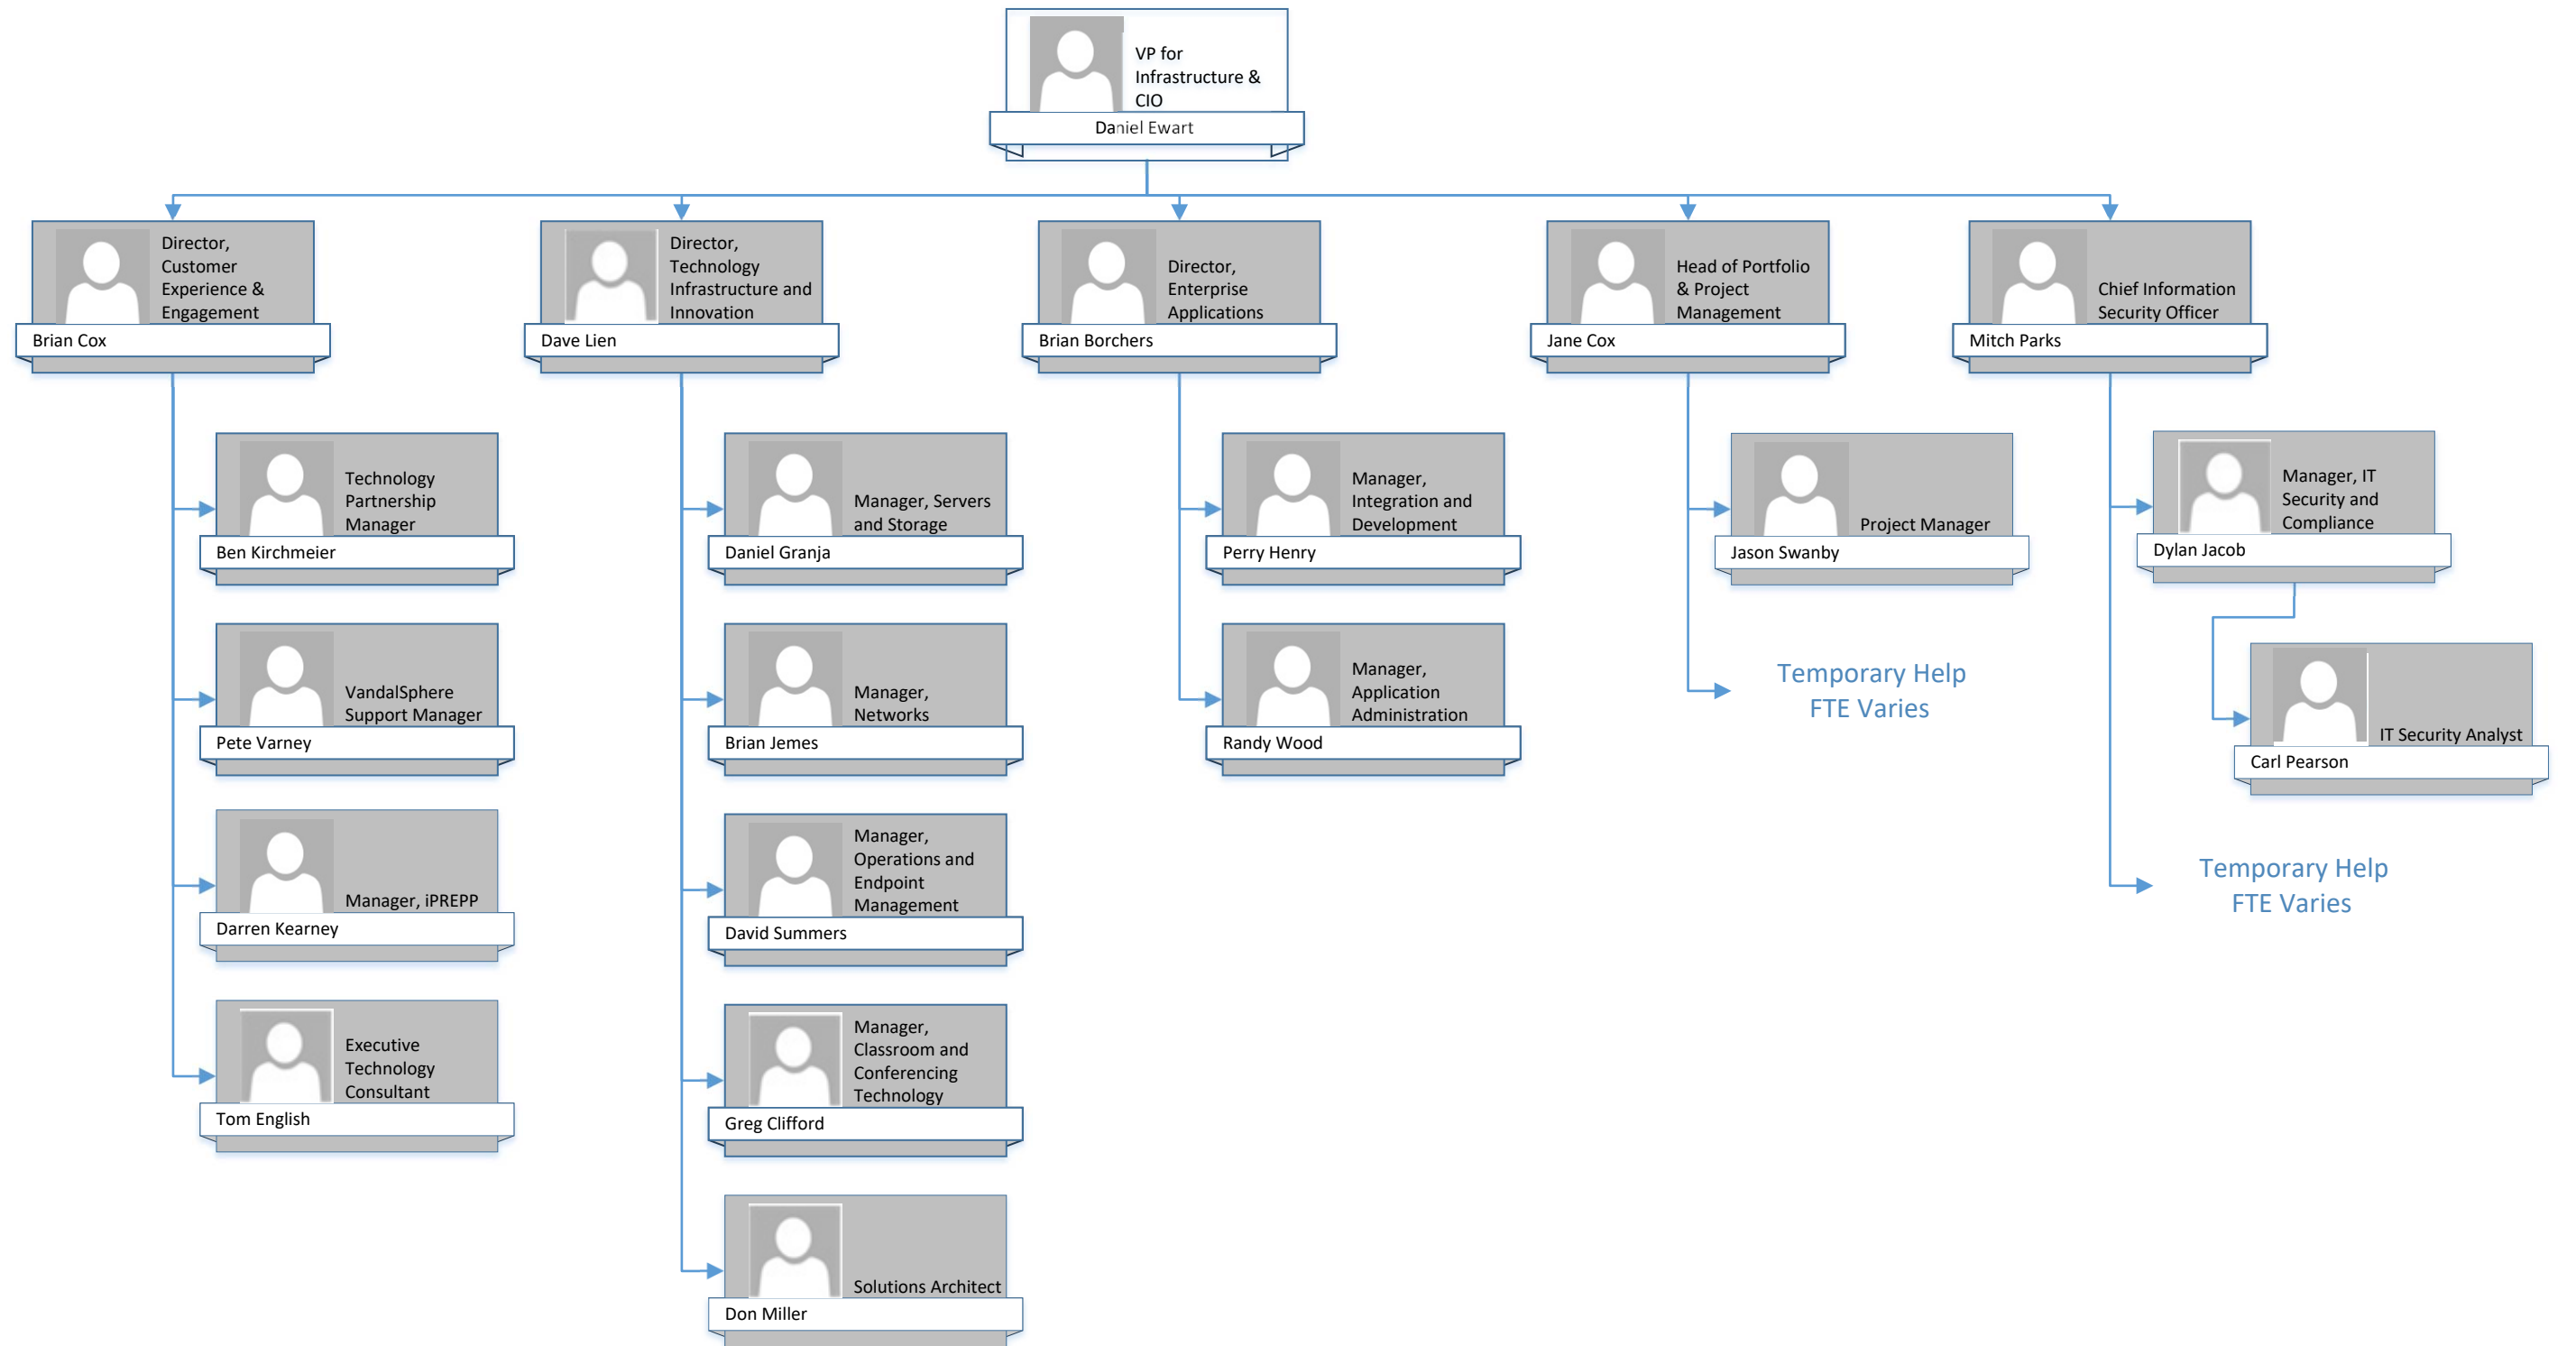 VP for
Infrastructure &
CIO
Daniel Ewart
Director,
Customer
Experience &
Engagement
Brian Cox
Director,
Technology
Infrastructure and
Innovation
Dave Lien
Director,
Enterprise
Applications
Brian Borchers
Head of Portfolio
& Project
Management
Jane Cox
Chief Information
Security Officer
Mitch Parks
Technology
Partnership
Manager
Ben Kirchmeier
VandalSphere
Support Manager
Pete Varney
Manager, iPREPP
Darren Kearney
Executive
Technology
Consultant
Tom English
Manager, Servers
and Storage
Daniel Granja
Manager,
Networks
Brian Jemes
Manager,
Operations and
Endpoint
Management
David Summers
Manager,
Classroom and
Conferencing
Technology
Greg Clifford
Solutions Architect
Don Miller
Manager,
Integration and
Development
Perry Henry
Manager,
Application
Administration
Randy Wood
Project Manager
Jason Swanby
Temporary Help
FTE Varies
Manager, IT
Security and
Compliance
Dylan Jacob
IT Security Analyst
Carl Pearson
Temporary Help
FTE Varies